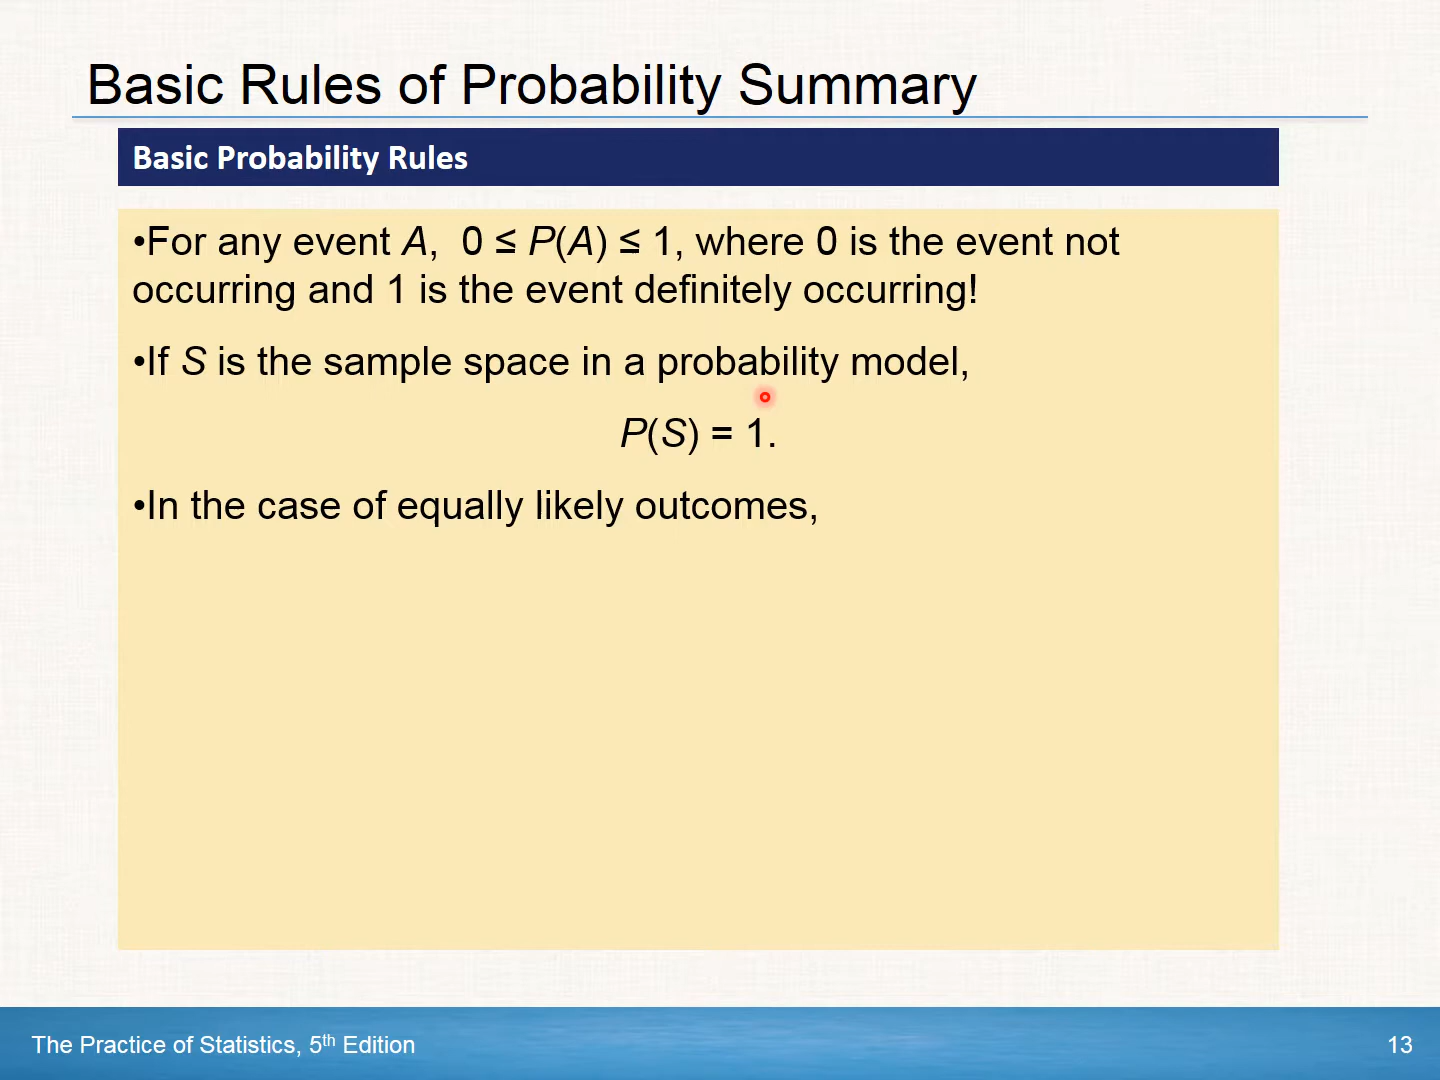 Basic Rules of Probability Summary
Basic Probability Rules
•For any event A,  0 ≤ P(A) ≤ 1, where 0 is the event not
occurring and 1 is the event definitely occurring!
•If S is the sample space in a probability model,
P(S) = 1.
•In the case of equally likely outcomes,
The Practice of Statistics, 5th Edition
13